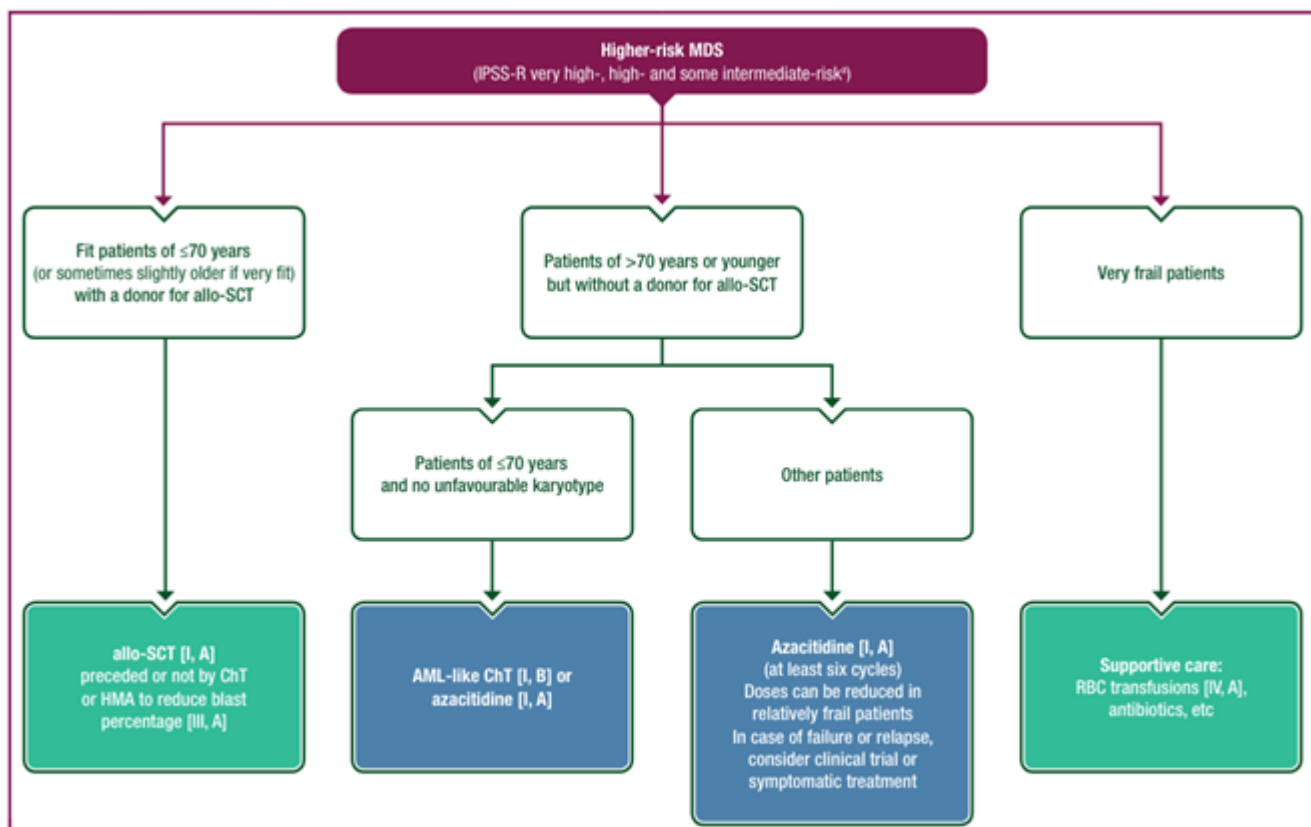 Higher-risk MDS
(IPSS-R very high-, high- and some intermediate-riskª)
Fit patients of ≤70 years
(or sometimes slightly older if very fit)
with a donor for allo-SCT
Patients of >70 years or younger
but without a donor for allo-SCT
Very frail patients
Patients of ≤70 years
and no unfavourable karyotype
Other patients
allo-SCT [I, A]
preceded or not by ChT
or HMA to reduce blast
percentage [III, A]
AML-like ChT [I, B] or
azacitidine [I, A]
Azacitidine [I, A]
(at least six cycles)
Doses can be reduced in
relatively frail patients
In case of failure or relapse,
consider clinical trial or
symptomatic treatment
Supportive care:
RBC transfusions [IV, A],
antibiotics, etc